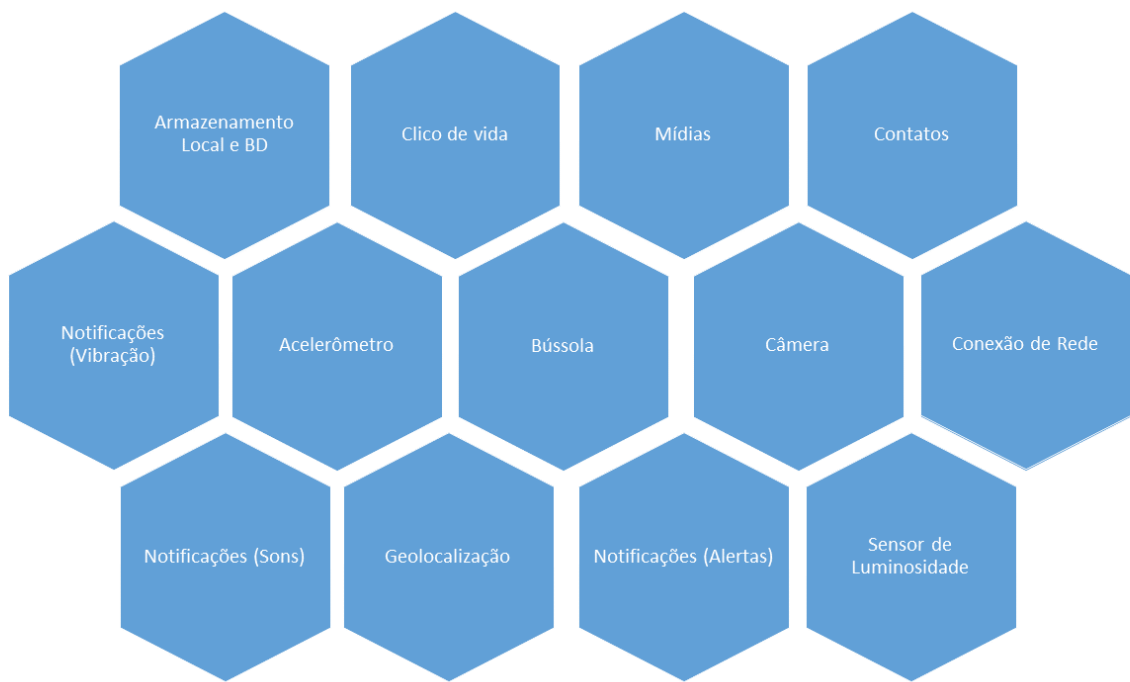 Armazenamento
Local e BD
Clico de vida
Mídias
Contatos
Notificações
(Vibração)
Acelerômetro
Bússola
Câmera
Conexão de Rede
Notificações (Sons)
Geolocalização
Notificações (Alertas)
Sensor de
Luminosidade